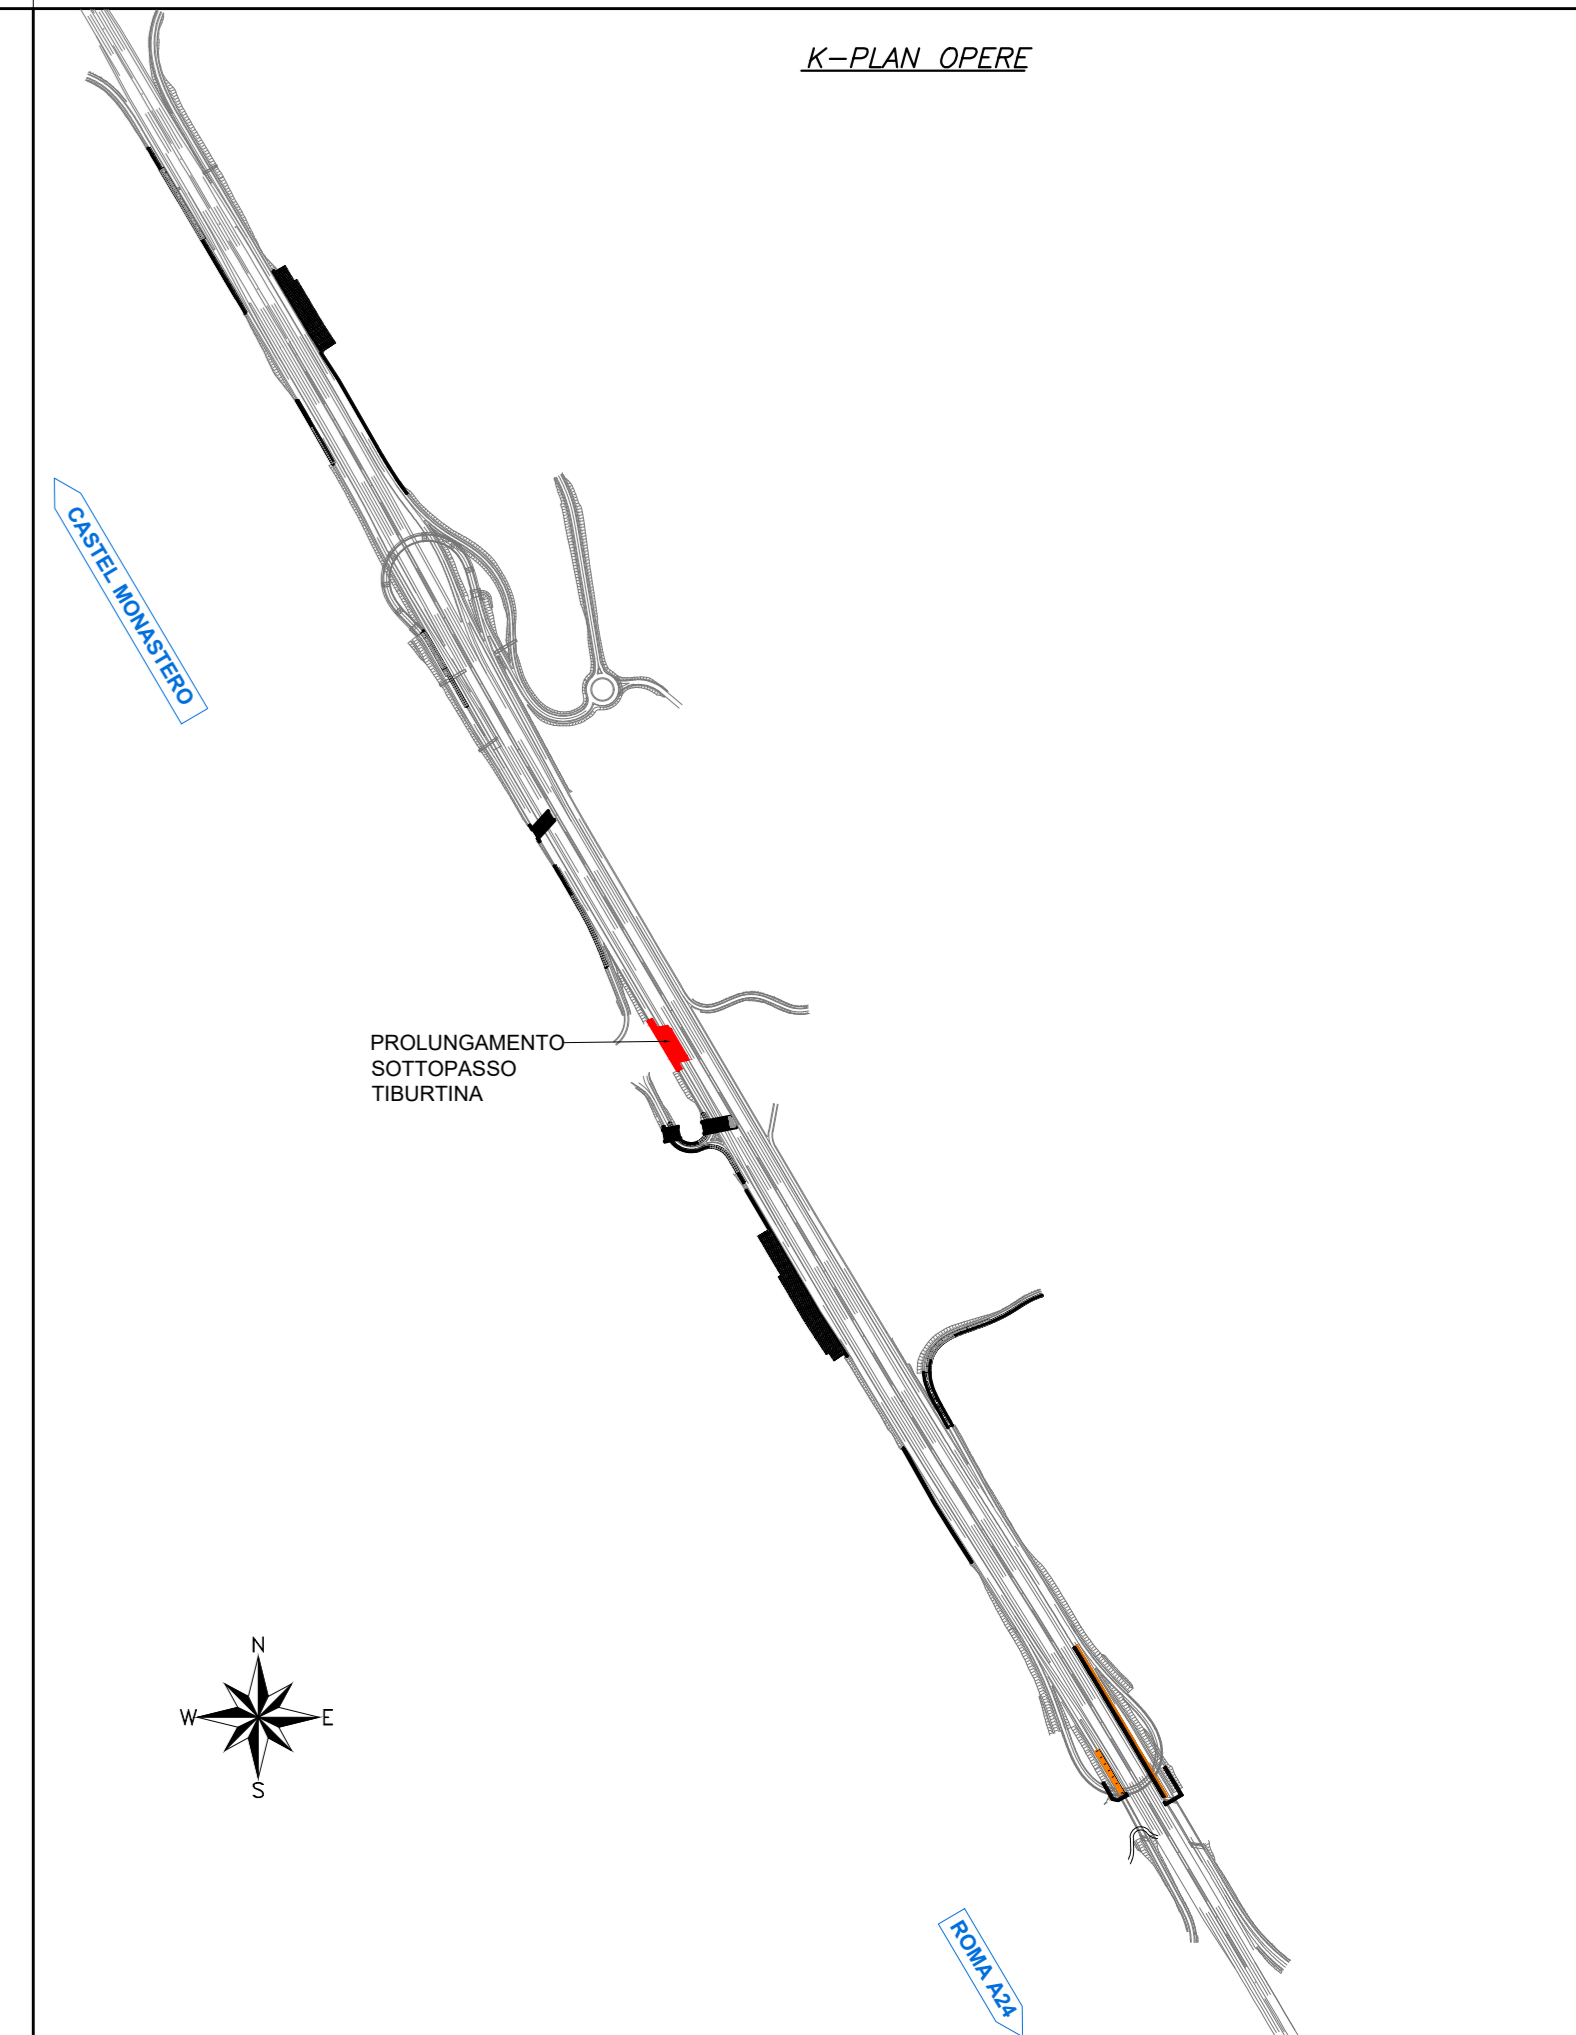 K-PLAN OPERE
CASTEL MONASTERO
PROLUNGAMENTO
SOTTOPASSO
TIBURTINA
N
W
E
S
ROMA A24